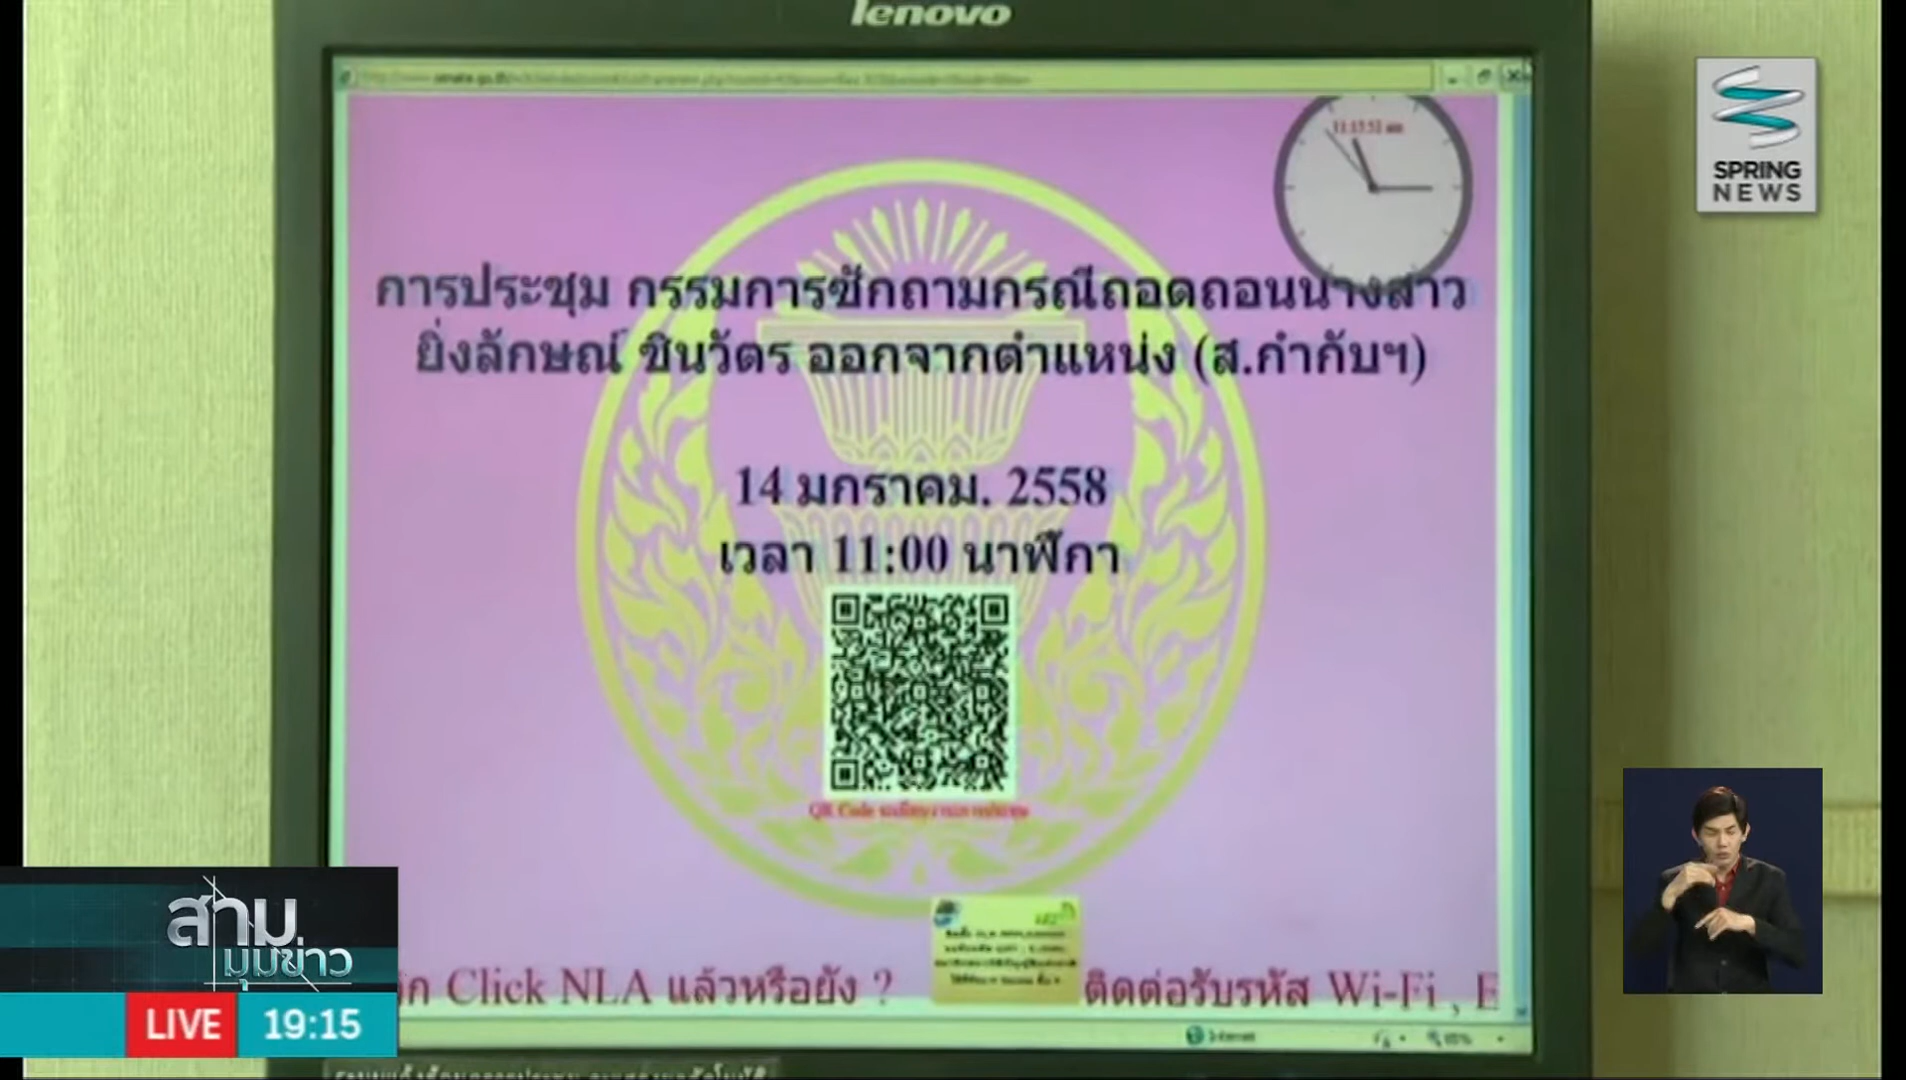 lenovo
SPRING
NEWS
การประชุม กรรมการซักถามกรณีถอดถอนนางสาว
ยิ่งลักษณ์ ชินวัตร ออกจากตำแหน่ง (ส.กำกับฯ)
14 มกราคม. 2558
เวลา 11:00 นาฬิกา
QR Code
Click NLA แล้วหรือยัง ?
ติดต่อรับรหัส Wi-Fi , E
Internet
สาม
มุมข่าว
LIVE 19:15